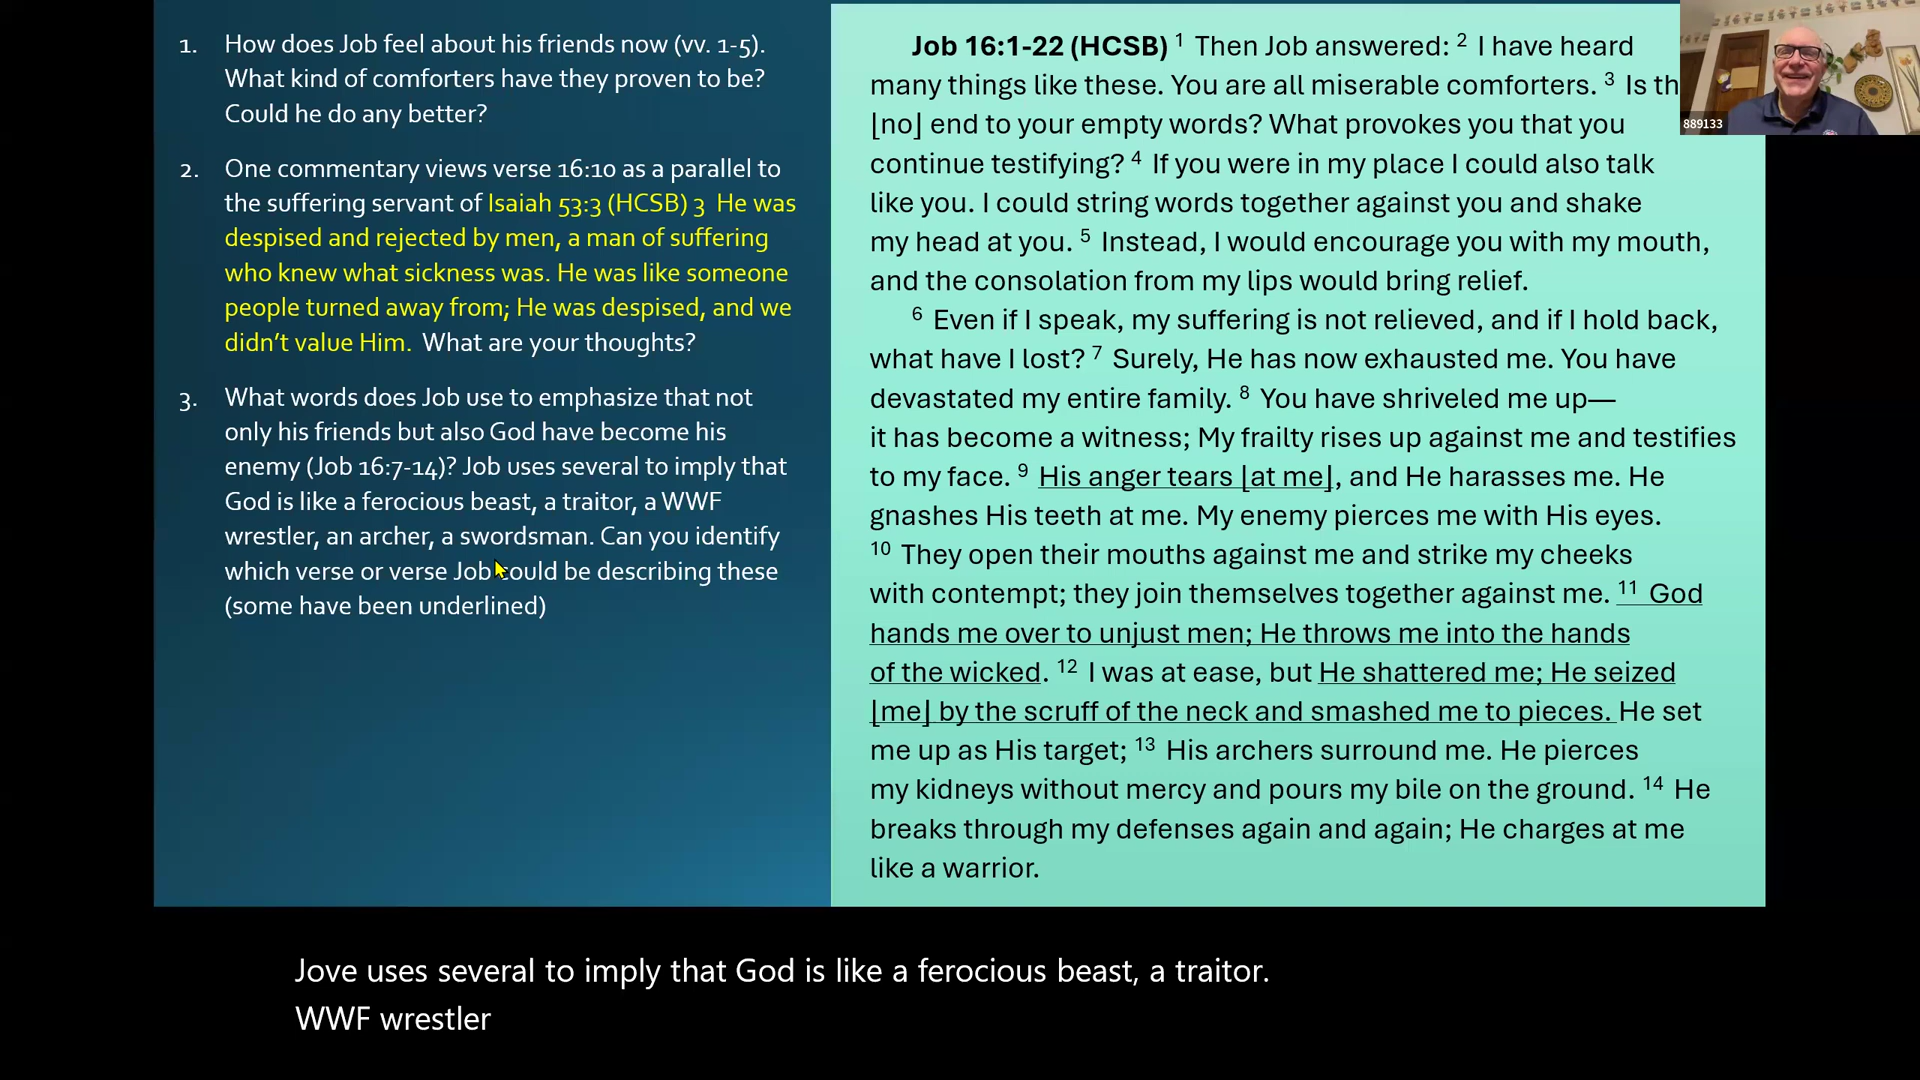 1. How does Job feel about his friends now (vv. 1-5).
What kind of comforters have they proven to be?
Could he do any better?
2. One commentary views verse 16:10 as a parallel to
the suffering servant of Isaiah 53:3 (HCSB) 3 He was
despised and rejected by men, a man of suffering
who knew what sickness was. He was like someone
people turned away from; He was despised, and we
didn't value Him. What are your thoughts?
3. What words does Job use to emphasize that not
only his friends but also God have become his
enemy (Job 16:7-14)? Job uses several to imply that
God is like a ferocious beast, a traitor, a WWF
wrestler, an archer, a swordsman. Can you identify
which verse or verse Job could be describing these
(some have been underlined)
Job 16:1-22 (HCSB) 1 Then Job answered: 2 I have heard
many things like these. You are all miserable comforters. 3 Is th
[no] end to your empty words? What provokes you that you
continue testifying? 4 If you were in my place I could also talk
like you. I could string words together against you and shake
my head at you. 5 Instead, I would encourage you with my mouth,
and the consolation from my lips would bring relief.
6 Even if I speak, my suffering is not relieved, and if I hold back,
what have I lost? 7 Surely, He has now exhausted me. You have
devastated my entire family. 8 You have shriveled me up—
it has become a witness; My frailty rises up against me and testifies
to my face. 9 His anger tears [at me], and He harasses me. He
gnashes His teeth at me. My enemy pierces me with His eyes.
10 They open their mouths against me and strike my cheeks
with contempt; they join themselves together against me. 11 God
hands me over to unjust men; He throws me into the hands
of the wicked. 12 I was at ease, but He shattered me; He seized
[me] by the scruff of the neck and smashed me to pieces. He set
me up as His target; 13 His archers surround me. He pierces
my kidneys without mercy and pours my bile on the ground. 14 He
breaks through my defenses again and again; He charges at me
like a warrior.
889133
Jove uses several to imply that God is like a ferocious beast, a traitor.
WWF wrestler